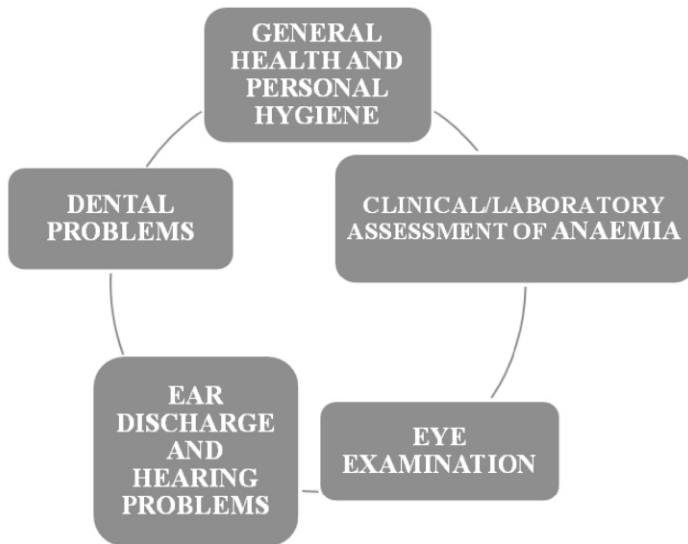 GENERAL
HEALTH AND
PERSONAL
HYGIENE
CLINICAL/LABORATORY
ASSESSMENT OF ANAEMIA
EYE
EXAMINATION
EAR
DISCHARGE
AND
HEARING
PROBLEMS
DENTAL
PROBLEMS